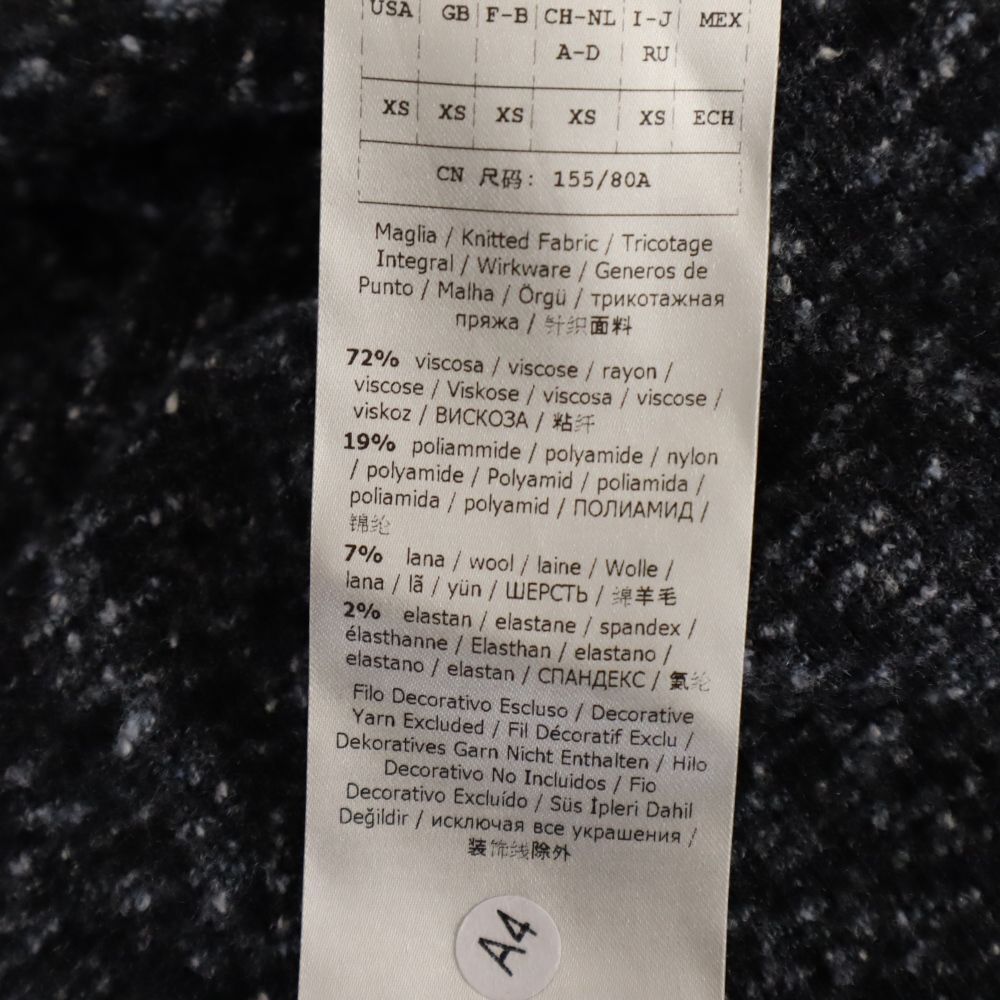 USA GB F-B CH-NL I-J MEX
A-D RU
XS XS XS XS XS ECH
CN 尺码: 155/80A
Maglia / Knitted Fabric / Tricotage
Integral / Wirkware / Generos de
Punto / Malha / Örgü / трикотажная
пряжа / 针织面料
72% viscosa / viscose / rayon /
viscose / Viskose / viscosa / viscose /
viskoz / ВИСКОЗА / 粘纤
19% poliammide / polyamide / nylon
/ polyamide / Polyamid / poliamida /
poliamida / polyamid / ПОЛИАМИД /
锦纶
7% lana / wool / laine / Wolle /
lana / lã / yün / ШЕРСТЬ / 绵羊毛
2% elastan / elastane / spandex /
élasthanne / Elasthan / elastano /
elastano / elastan / СПАНДЕКС / 氨纶
Filo Decorativo Escluso / Decorative
Yarn Excluded / Fil Décoratif Exclu /
Dekoratives Garn Nicht Enthalten / Hilo
Decorativo No Incluidos / Fio
Decorativo Excluído / Süs İpleri Dahil
Değildir / исключая все украшения /
装饰线除外
A4